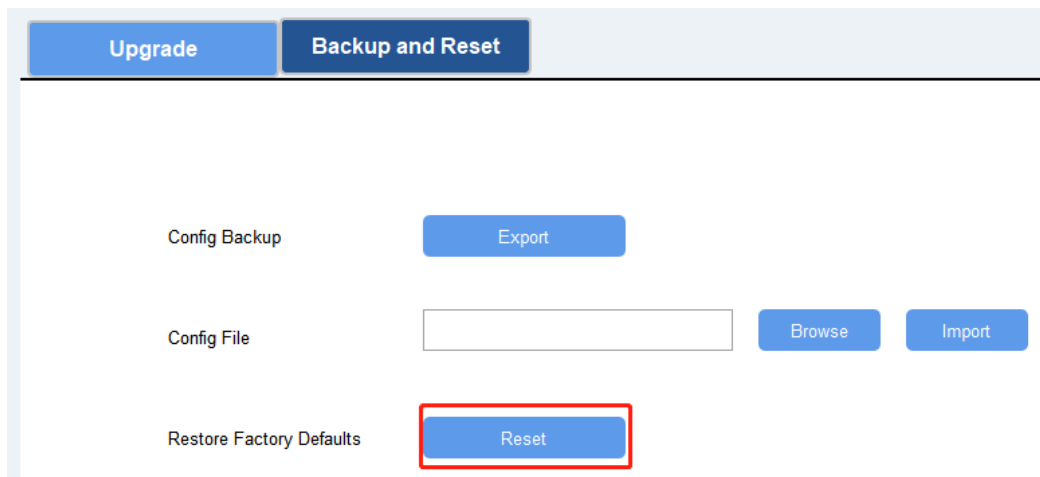 Upgrade Backup and Reset
Config Backup Export
Config File Browse Import
Restore Factory Defaults Reset